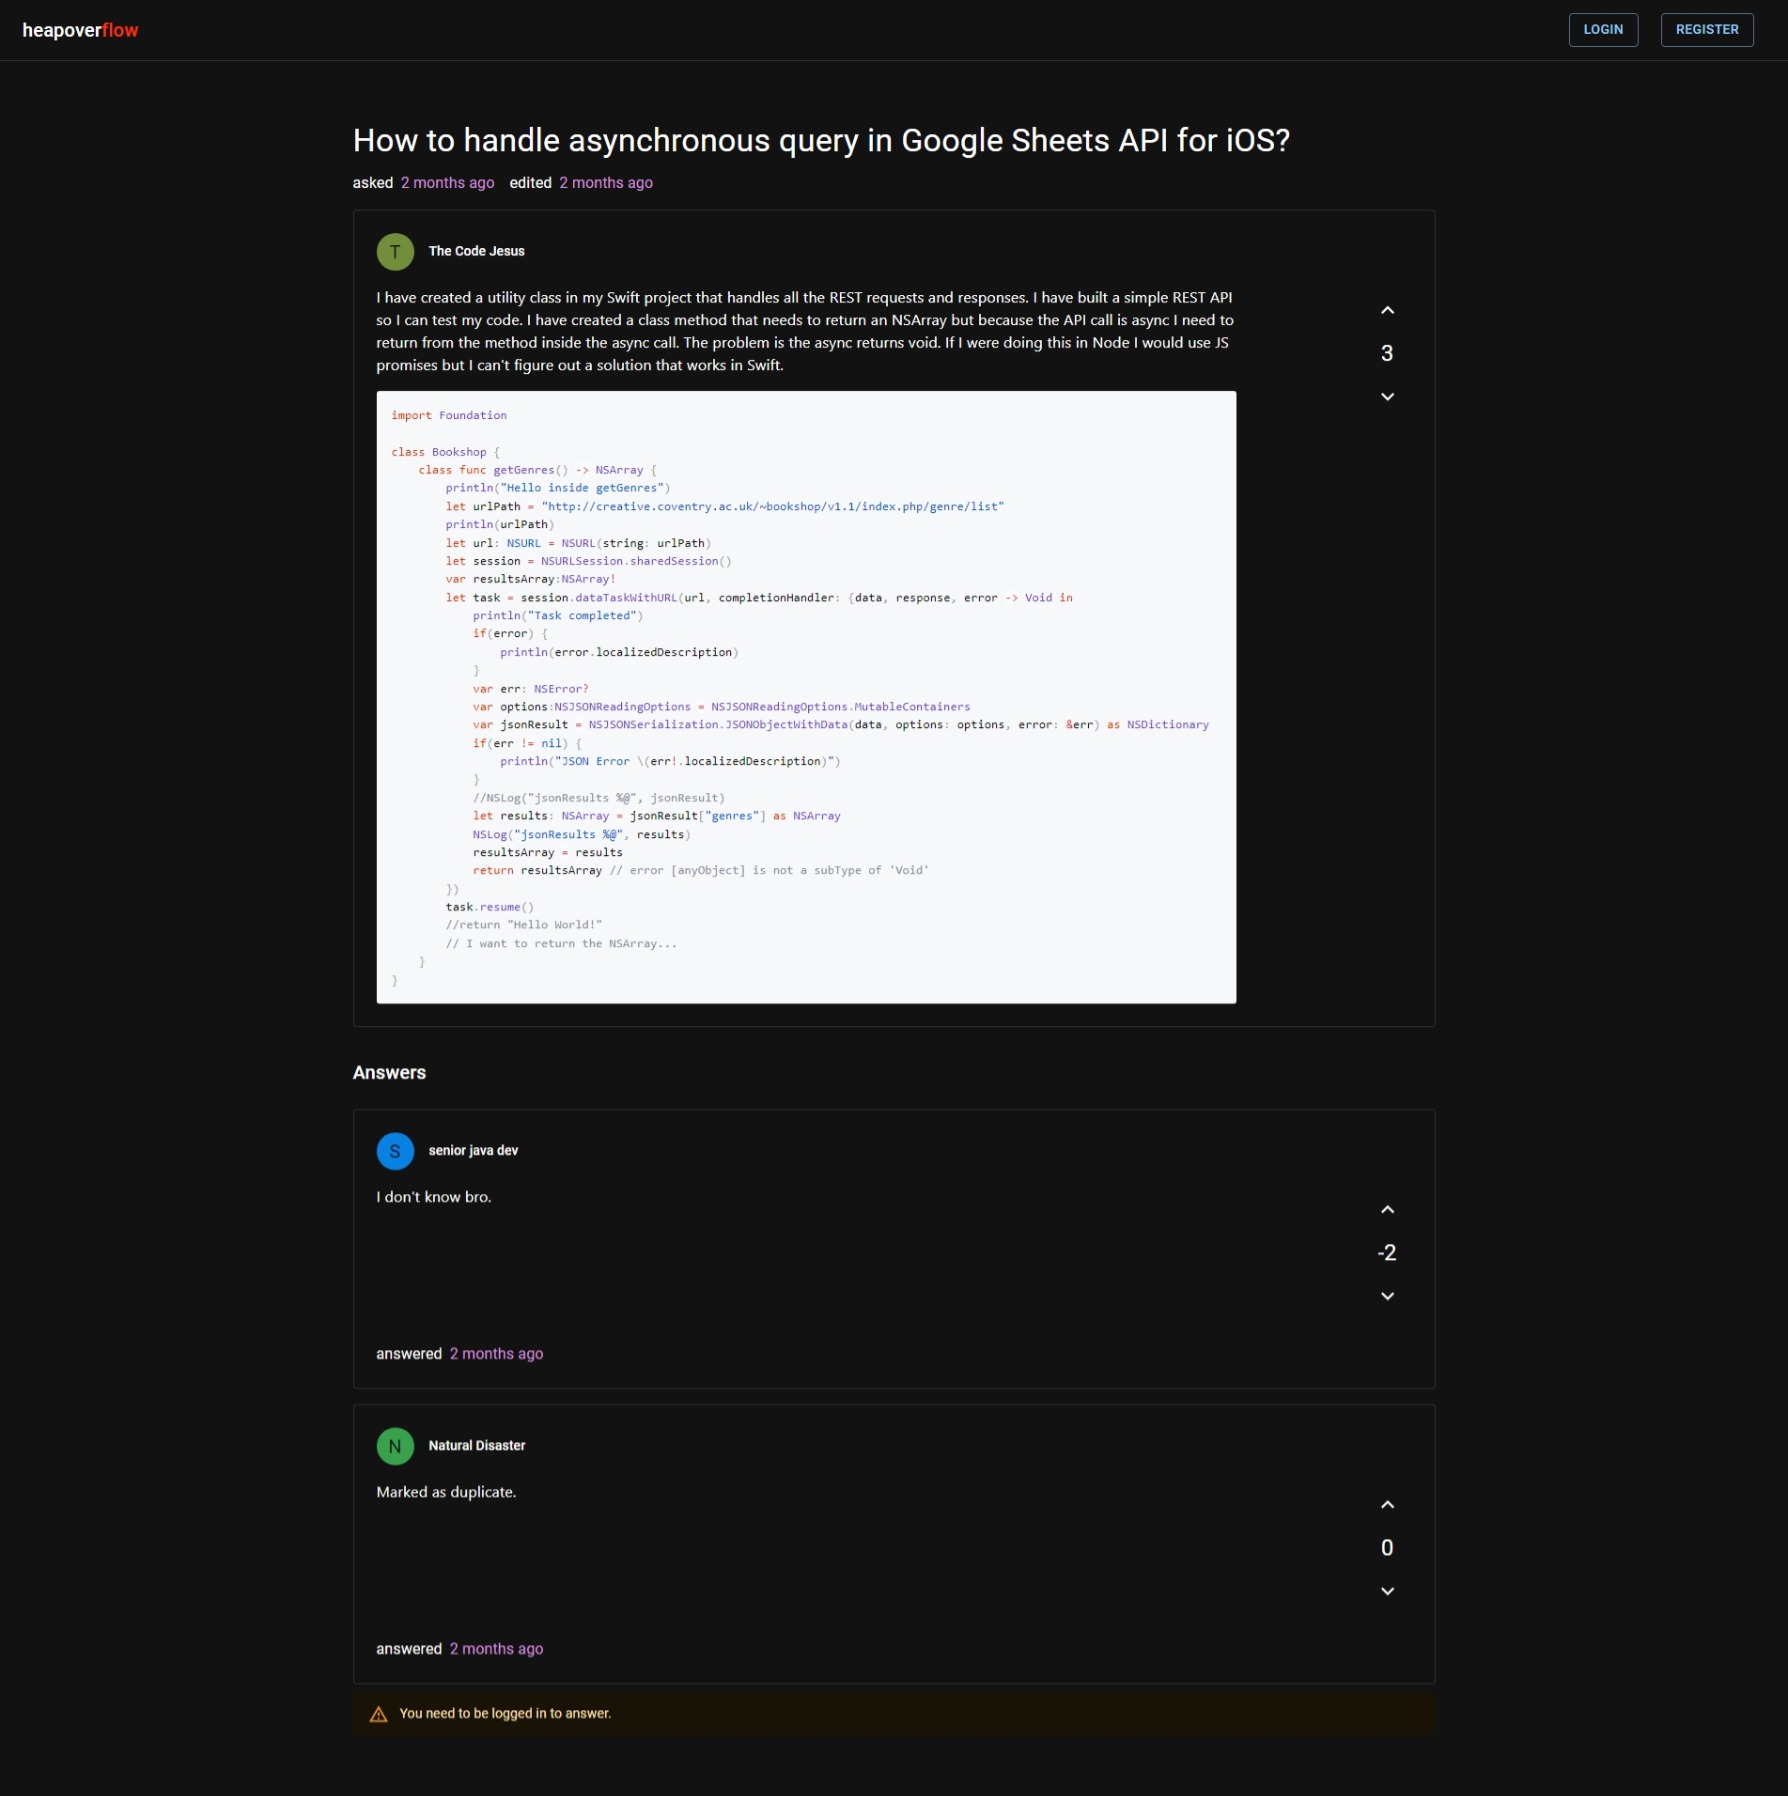 heapoverflow
LOGIN
REGISTER
How to handle asynchronous query in Google Sheets API for iOS?
asked 2 months ago edited 2 months ago
T
The Code Jesus
I have created a utility class in my Swift project that handles all the REST requests and responses. I have built a simple REST API
so I can test my code. I have created a class method that needs to return an NSArray but because the API call is async I need to
return from the method inside the async call. The problem is the async returns void. If I were doing this in Node I would use JS
promises but I can't figure out a solution that works in Swift.
3
import Foundation
class Bookshop {
    class func getGenres() -> NSArray {
        println("Hello inside getGenres")
        let urlPath = "http://creative.coventry.ac.uk/~bookshop/v1.1/index.php/genre/list"
        println(urlPath)
        let url: NSURL = NSURL(string: urlPath)
        let session = NSURLSession.sharedSession()
        var resultsArray:NSArray!
        let task = session.dataTaskWithURL(url, completionHandler: {data, response, error -> Void in
            println("Task completed")
            if(error) {
                println(error.localizedDescription)
            }
            var err: NSError?
            var options:NSJSONReadingOptions = NSJSONReadingOptions.MutableContainers
            var jsonResult = NSJSONSerialization.JSONObjectWithData(data, options: options, error: &err) as NSDictionary
            if(err != nil) {
                println("JSON Error \(err!.localizedDescription)")
            }
            //NSLog("jsonResults %@", jsonResult)
            let results: NSArray = jsonResult["genres"] as NSArray
            NSLog("jsonResults %@", results)
            resultsArray = results
            return resultsArray // error [anyObject] is not a subType of 'Void'
        })
        task.resume()
        //return "Hello World!"
        // I want to return the NSArray...
    }
}
Answers
S
senior java dev
I don't know bro.
-2
answered 2 months ago
N
Natural Disaster
Marked as duplicate.
0
answered 2 months ago
You need to be logged in to answer.